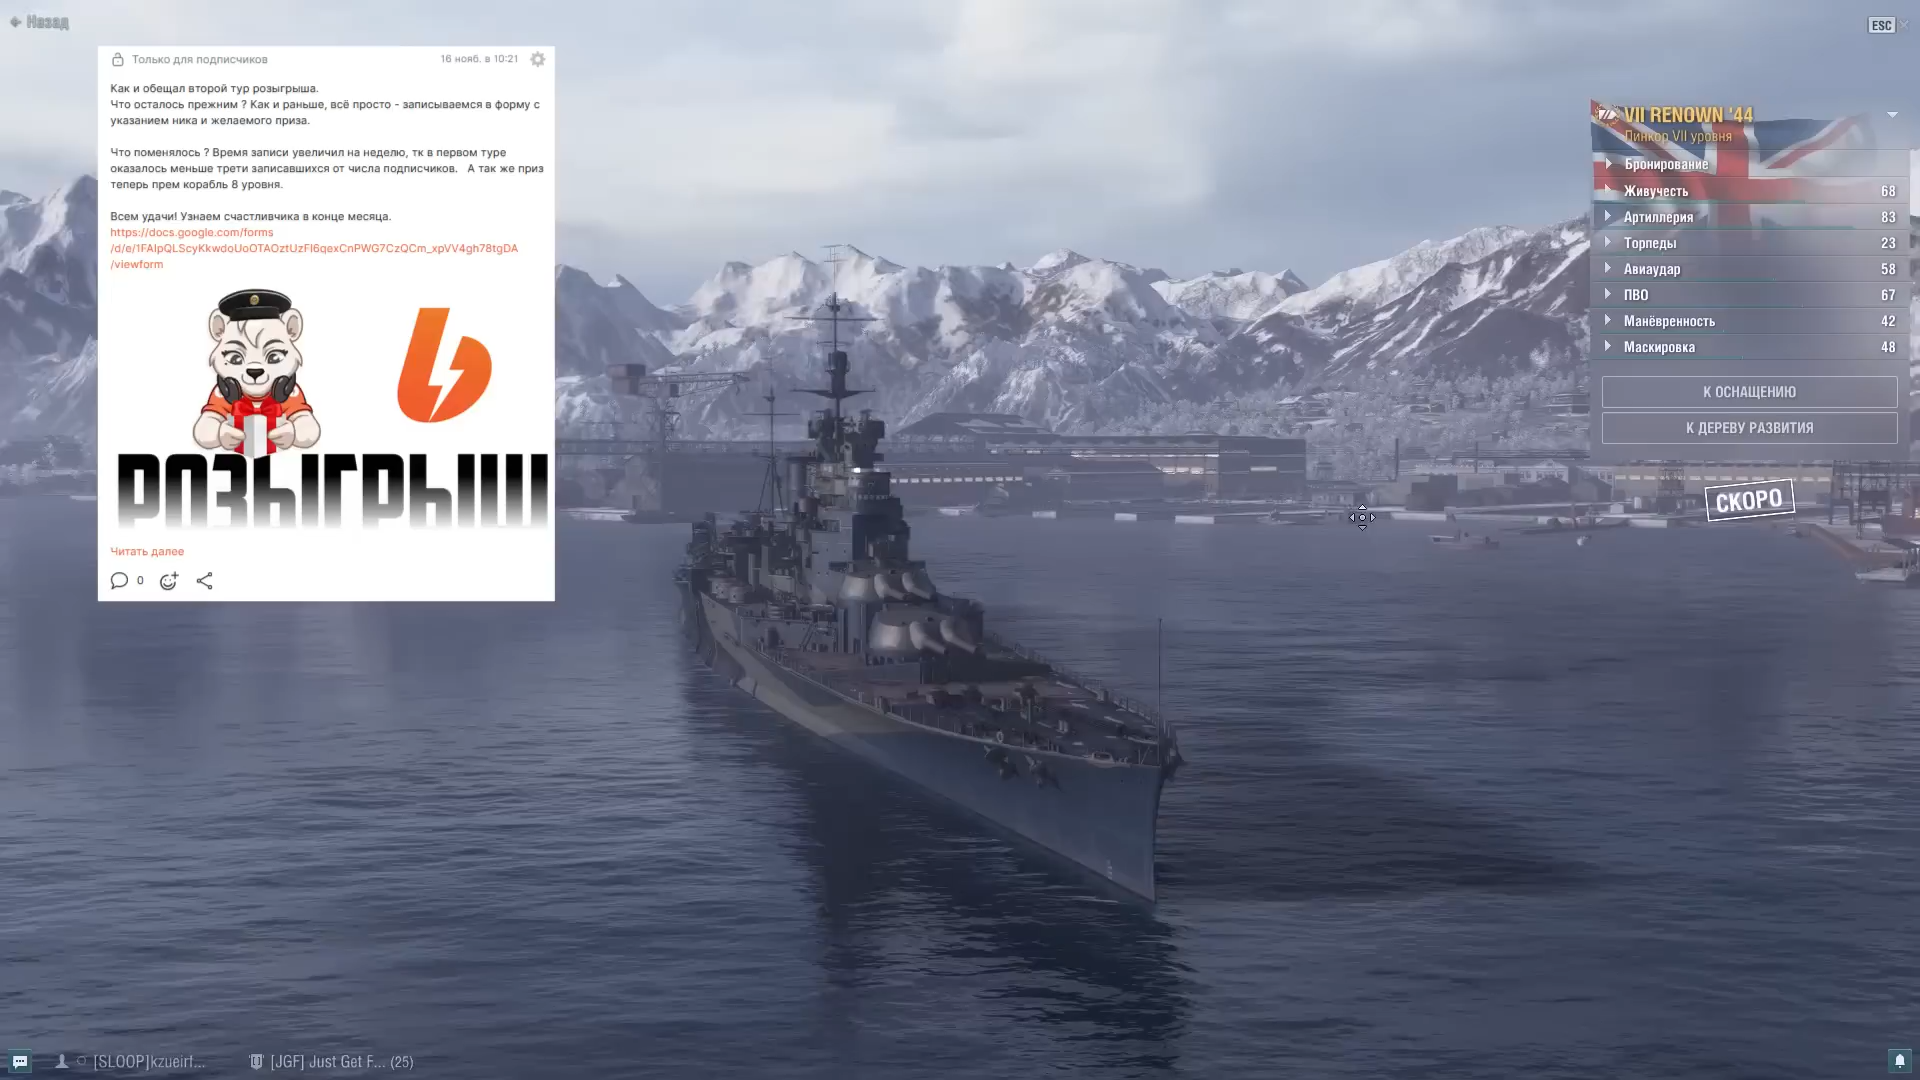 Назад
ESC
Только для подписчиков
16 нояб. в 10:21
Как и обещал второй тур розыгрыша.
Что осталось прежним ? Как и раньше, всё просто - записываемся в форму с
указанием ника и желаемого приза.
Что поменялось ? Время записи увеличил на неделю, тк в первом туре
оказалось меньше трети записавшихся от числа подписчиков. А так же приз
теперь прем корабль 8 уровня.
Всем удачи! Узнаем счастливчика в конце месяца.
https://docs.google.com/forms
/d/e/1FAIpQLScyKkwdoUoOTAOztUzFI6qexCnPWG7CzQCm_xpVV4gh78tgDA
/viewform
РОЗЫГРЫШ
Читать далее
0
VII RENOWN '44
Линкор VII уровня
Бронирование
Живучесть 68
Артиллерия 83
Торпеды 23
Авиаудар 58
ПВО 67
Манёвренность 42
Маскировка 48
К ОСНАЩЕНИЮ
К ДЕРЕВУ РАЗВИТИЯ
СКОРО
[SLOOP]kzueirf...
[JGF] Just Get F... (25)